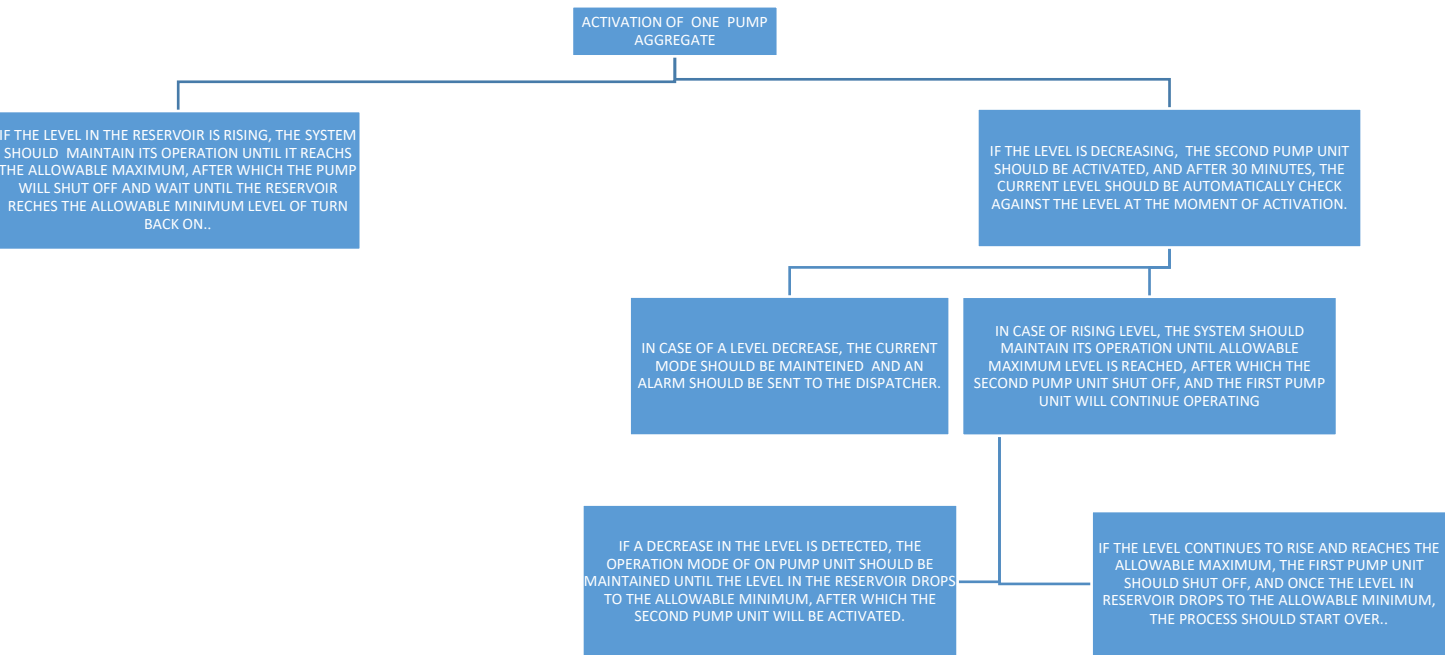 ACTIVATION OF ONE PUMP
AGGREGATE
IF THE LEVEL IN THE RESERVOIR IS RISING, THE SYSTEM
SHOULD MAINTAIN ITS OPERATION UNTIL IT REACHS
THE ALLOWABLE MAXIMUM, AFTER WHICH THE PUMP
WILL SHUT OFF AND WAIT UNTIL THE RESERVOIR
RECHES THE ALLOWABLE MINIMUM LEVEL OF TURN
BACK ON..
IF THE LEVEL IS DECREASING, THE SECOND PUMP UNIT
SHOULD BE ACTIVATED, AND AFTER 30 MINUTES, THE
CURRENT LEVEL SHOULD BE AUTOMATICALLY CHECK
AGAINST THE LEVEL AT THE MOMENT OF ACTIVATION.
IN CASE OF A LEVEL DECREASE, THE CURRENT
MODE SHOULD BE MAINTEINED AND AN
ALARM SHOULD BE SENT TO THE DISPATCHER.
IN CASE OF RISING LEVEL, THE SYSTEM SHOULD
MAINTAIN ITS OPERATION UNTIL ALLOWABLE
MAXIMUM LEVEL IS REACHED, AFTER WHICH THE
SECOND PUMP UNIT SHUT OFF, AND THE FIRST PUMP
UNIT WILL CONTINUE OPERATING
IF A DECREASE IN THE LEVEL IS DETECTED, THE
OPERATION MODE OF ON PUMP UNIT SHOULD BE
MAINTAINED UNTIL THE LEVEL IN THE RESERVOIR DROPS
TO THE ALLOWABLE MINIMUM, AFTER WHICH THE
SECOND PUMP UNIT WILL BE ACTIVATED.
IF THE LEVEL CONTINUES TO RISE AND REACHES THE
ALLOWABLE MAXIMUM, THE FIRST PUMP UNIT
SHOULD SHUT OFF, AND ONCE THE LEVEL IN
RESERVOIR DROPS TO THE ALLOWABLE MINIMUM,
THE PROCESS SHOULD START OVER..